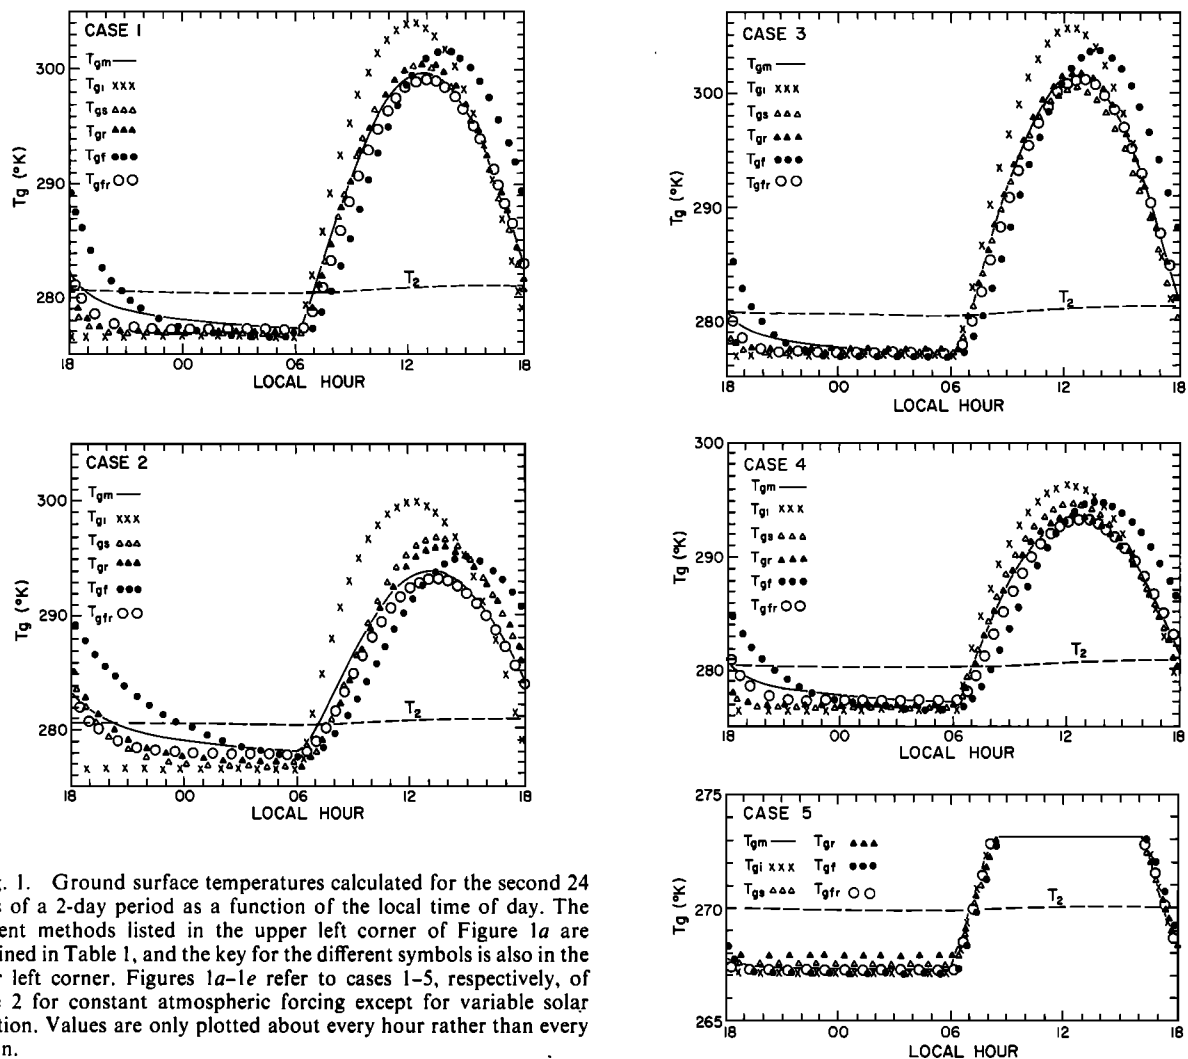 CASE 1
Tgm
Tgi xxx
Tgs
Tgr
Tgf
Tgfr
300
290
280
Tg (°K)
T2
18 00 06 12 18
LOCAL HOUR
CASE 2
Tgm
Tgi xxx
Tgs
Tgr
Tgf
Tgfr
300
290
280
Tg (°K)
T2
18 00 06 12 18
LOCAL HOUR
g. 1. Ground surface temperatures calculated for the second 24
s of a 2-day period as a function of the local time of day. The
ent methods listed in the upper left corner of Figure 1a are
ined in Table 1, and the key for the different symbols is also in the
r left corner. Figures 1a–1e refer to cases 1–5, respectively, of
e 2 for constant atmospheric forcing except for variable solar
tion. Values are only plotted about every hour rather than every
n.
CASE 3
Tgm
Tgi xxx
Tgs
Tgr
Tgf
Tgfr
300
290
280
Tg (°K)
T2
18 00 06 12 18
LOCAL HOUR
CASE 4
Tgm
Tgi xxx
Tgs
Tgr
Tgf
Tgfr
300
290
280
Tg (°K)
T2
18 00 06 12 18
LOCAL HOUR
CASE 5
Tgm Tgr
Tgi xxx Tgf
Tgs Tgfr
275
270
265
Tg (°K)
T2
18 00 06 12 18
LOCAL HOUR